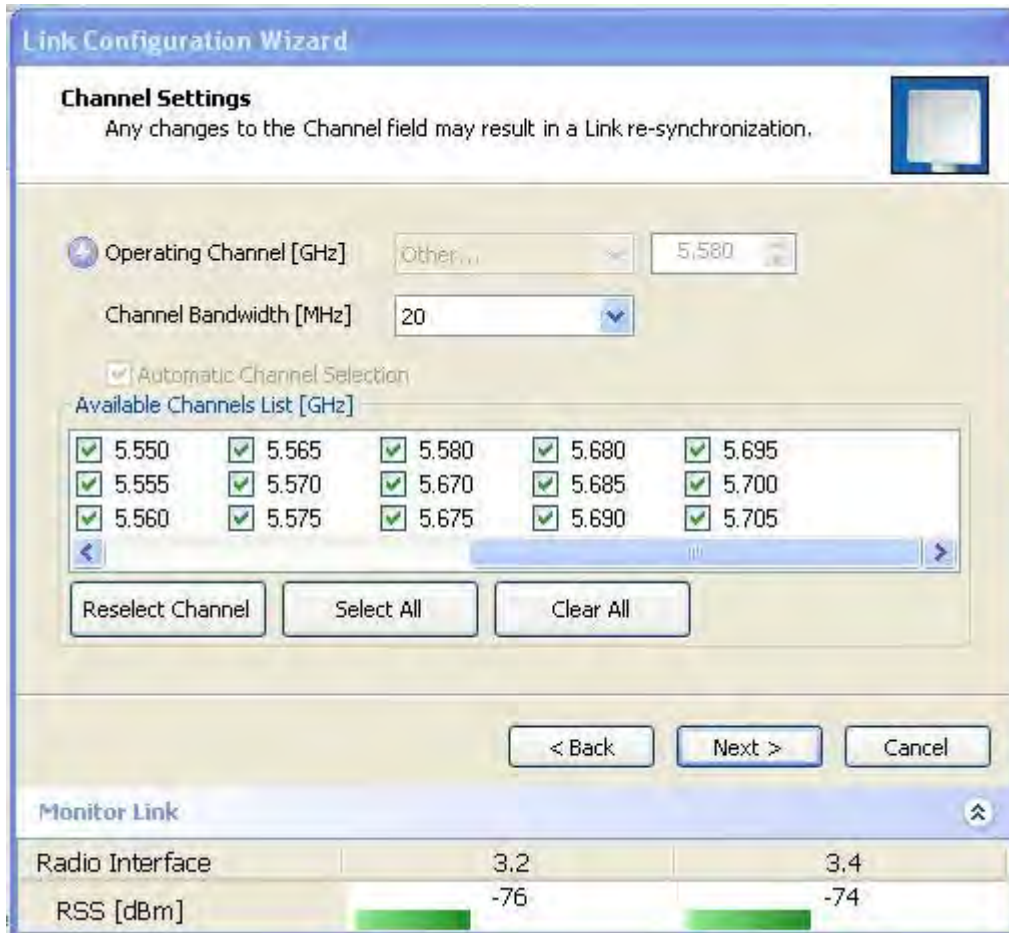 Link Configuration Wizard
Channel Settings
Any changes to the Channel field may result in a Link re-synchronization.
Operating Channel [GHz] Other... 5.580
Channel Bandwidth [MHz] 20
Automatic Channel Selection
Available Channels List [GHz]
5.550 5.565 5.580 5.680 5.695
5.555 5.570 5.670 5.685 5.700
5.560 5.575 5.675 5.690 5.705
Reselect Channel Select All Clear All
< Back Next > Cancel
Monitor Link
Radio Interface 3.2 3.4
RSS [dBm] -76 -74